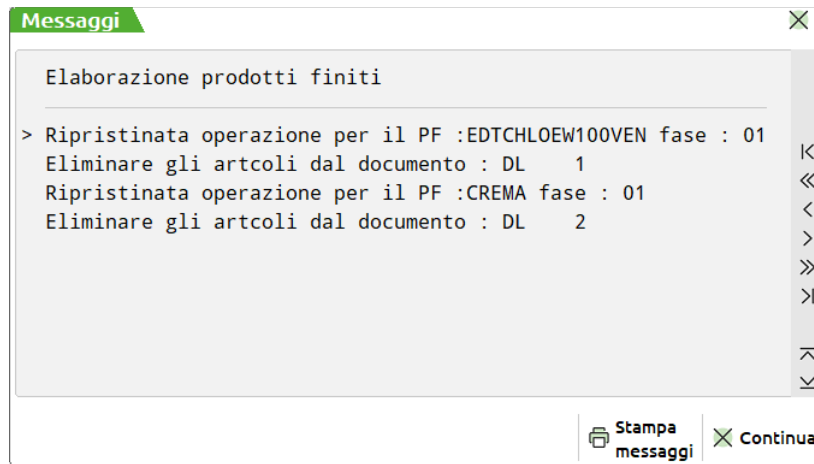 Messaggi
Elaborazione prodotti finiti
> Ripristinata operazione per il PF :EDTCHLOEW100VEN fase : 01
Eliminare gli artcoli dal documento : DL    1
Ripristinata operazione per il PF :CREMA fase : 01
Eliminare gli artcoli dal documento : DL    2
Stampa
messaggi
Continua